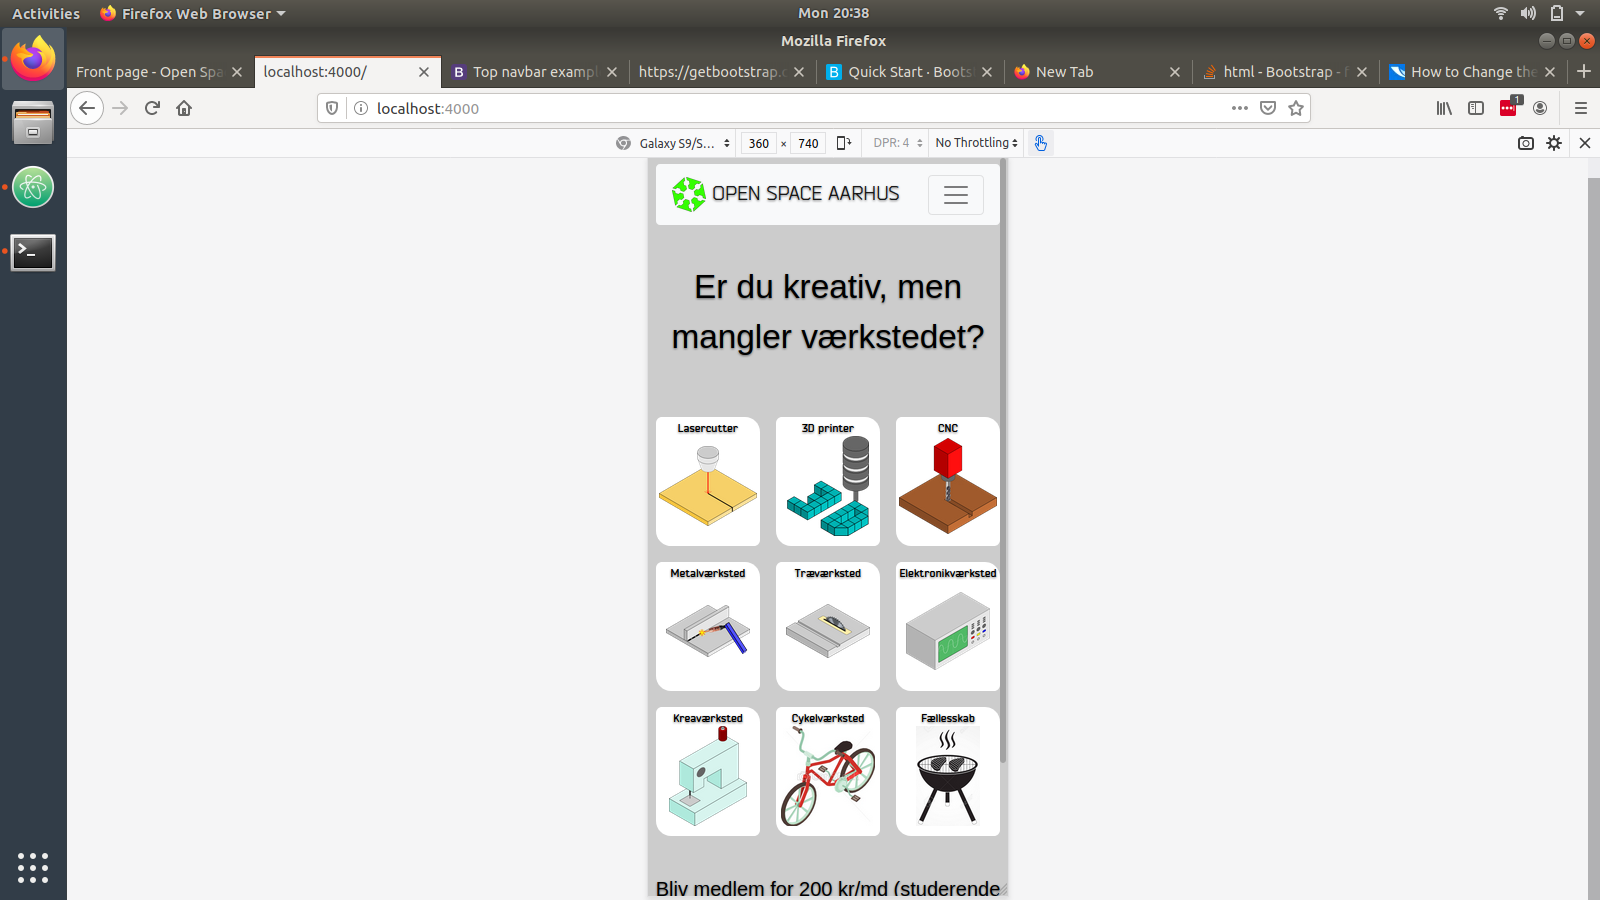 Activities Firefox Web Browser Mon 20:38
Mozilla Firefox
Front page - Open Spa localhost:4000/ Top navbar exampl https://getbootstrap. Quick Start · Boots New Tab html - Bootstrap - How to Change the
localhost:4000 1
Galaxy S9/S... 360 × 740 DPR: 4 No Throttling
OPEN SPACE AARHUS
Er du kreativ, men
mangler værkstedet?
Lasercutter 3D printer CNC
Metalværksted Træværksted Elektronikværksted
Kreaværksted Cykelværksted Fællesskab
Bliv medlem for 200 kr/md (studerende